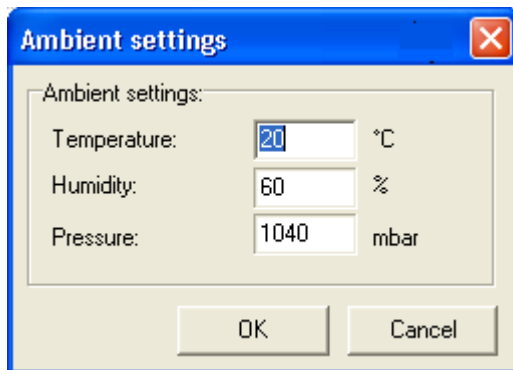 Ambient settings
Ambient settings:
Temperature: 20 °C
Humidity: 60 %
Pressure: 1040 mbar
OK Cancel